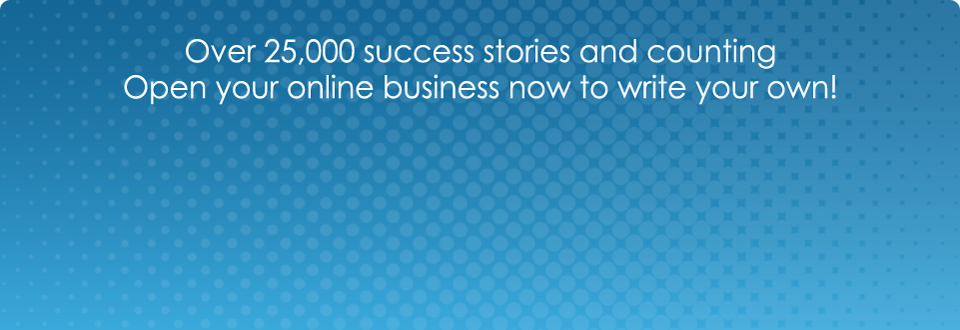 Over 25,000 success stories and counting
Open your online business now to write your own!